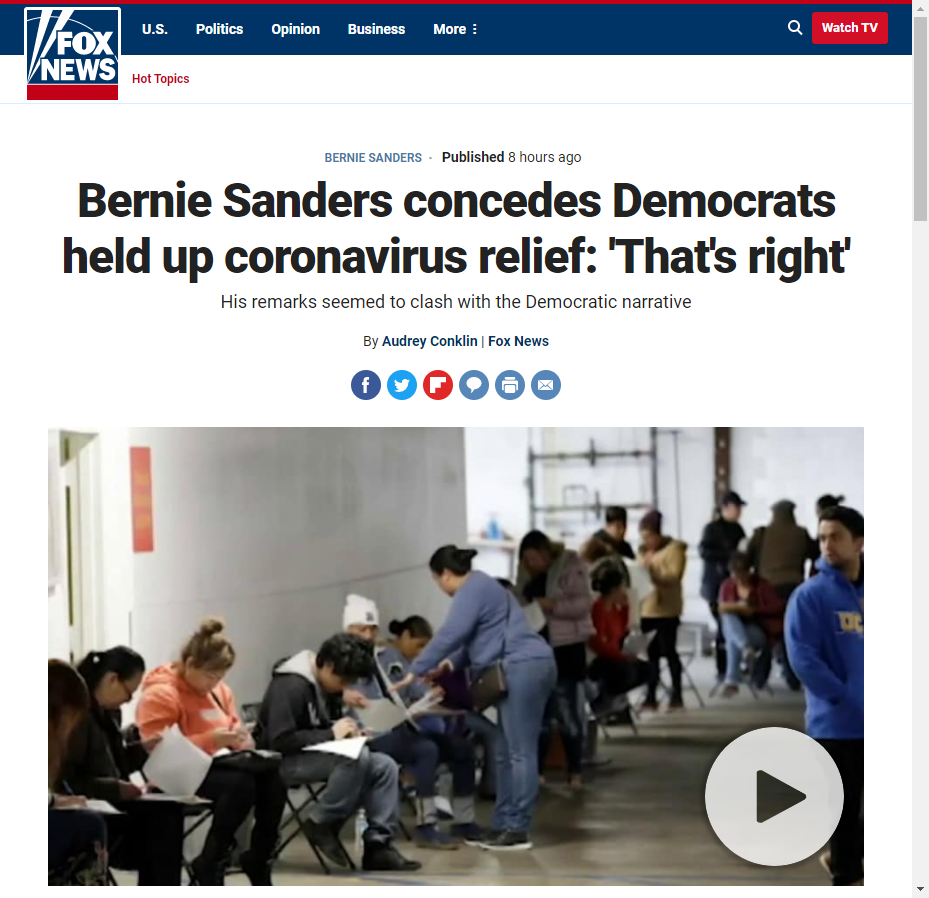 FOX
NEWS
U.S. Politics Opinion Business More
Watch TV
Hot Topics
BERNIE SANDERS · Published 8 hours ago
Bernie Sanders concedes Democrats
held up coronavirus relief: 'That's right'
His remarks seemed to clash with the Democratic narrative
By Audrey Conklin | Fox News